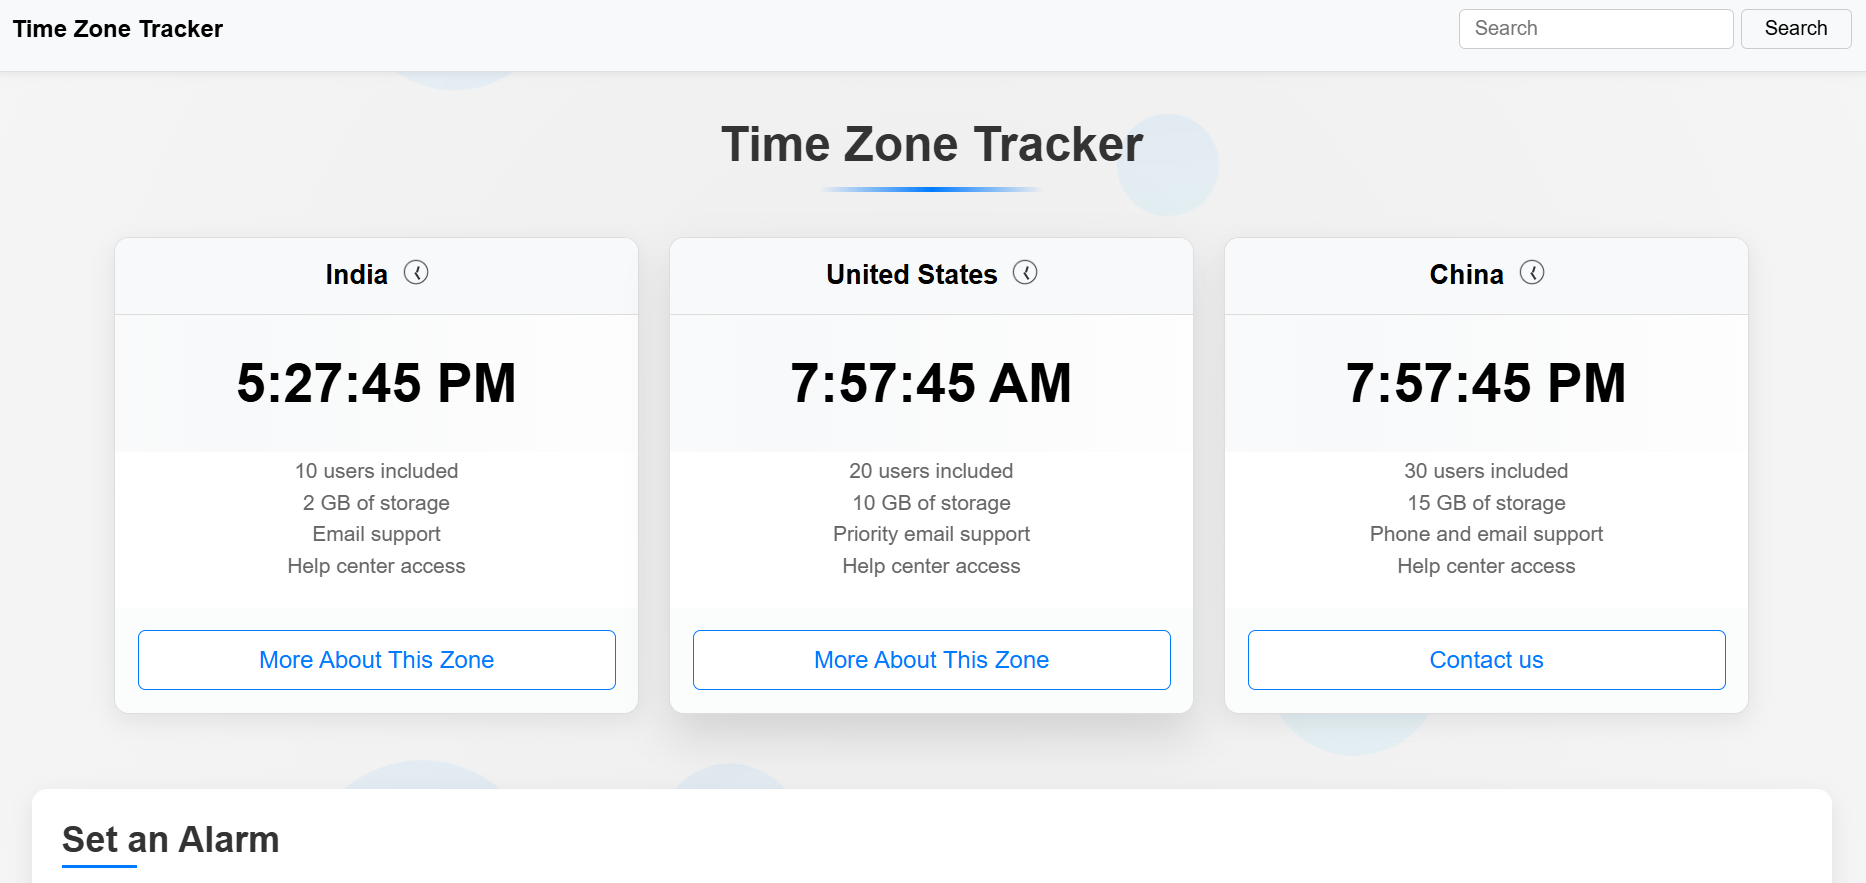 Time Zone Tracker
Search
Search
Time Zone Tracker
India
5:27:45 PM
10 users included
2 GB of storage
Email support
Help center access
More About This Zone
United States
7:57:45 AM
20 users included
10 GB of storage
Priority email support
Help center access
More About This Zone
China
7:57:45 PM
30 users included
15 GB of storage
Phone and email support
Help center access
Contact us
Set an Alarm